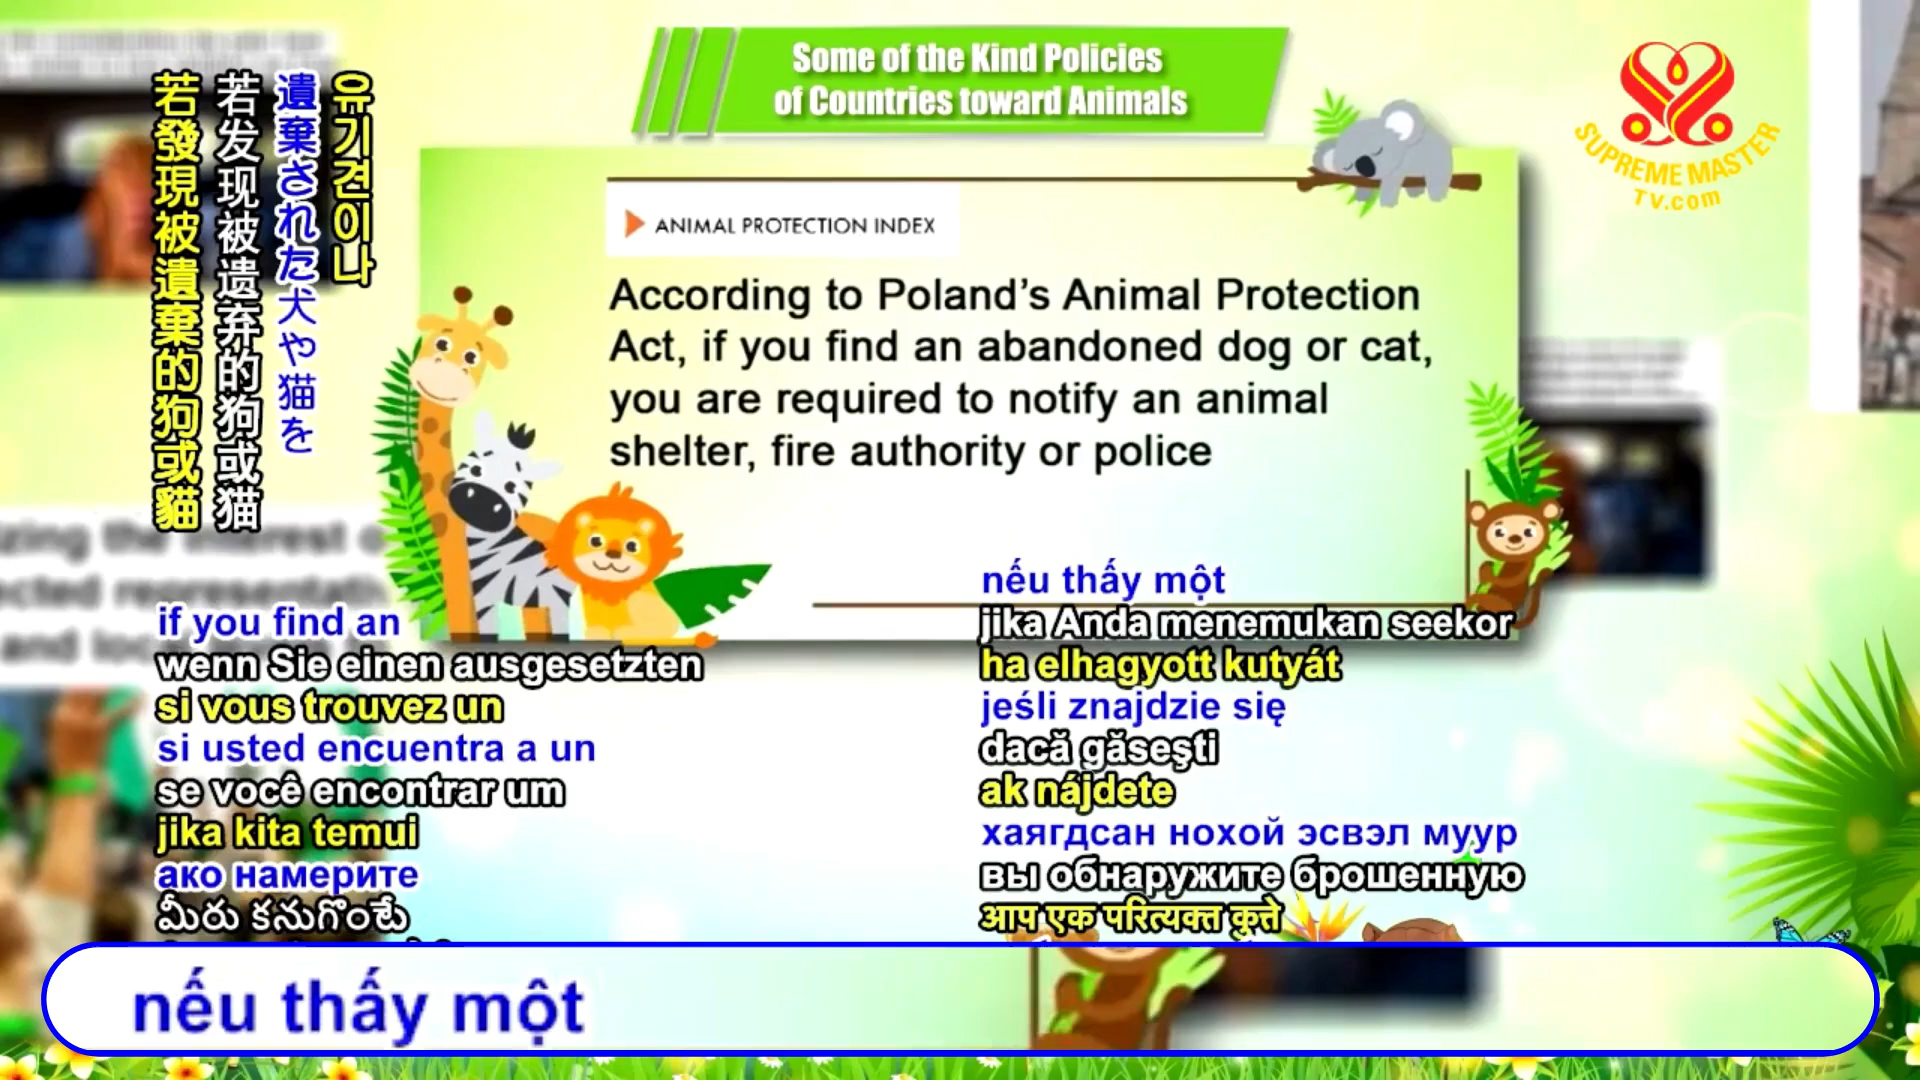 Some of the Kind Policies
of Countries toward Animals
SUPREME MASTER
TV.com
ANIMAL PROTECTION INDEX
According to Poland's Animal Protection
Act, if you find an abandoned dog or cat,
you are required to notify an animal
shelter, fire authority or police
유기견이나
遺棄された犬や猫を
若发现被遗弃的狗或猫
若發現被遺棄的狗或貓
if you find an
wenn Sie einen ausgesetzten
si vous trouvez un
si usted encuentra a un
se você encontrar um
jika kita temui
ако намерите
మీరు కనుగొంటే
nếu thấy một
jika Anda menemukan seekor
ha elhagyott kutyát
jeśli znajdzie się
dacă găseşti
ak nájdete
хаягдсан нохой эсвэл муур
вы обнаружите брошенную
आप एक परित्यक्त कुत्ते
nếu thấy một